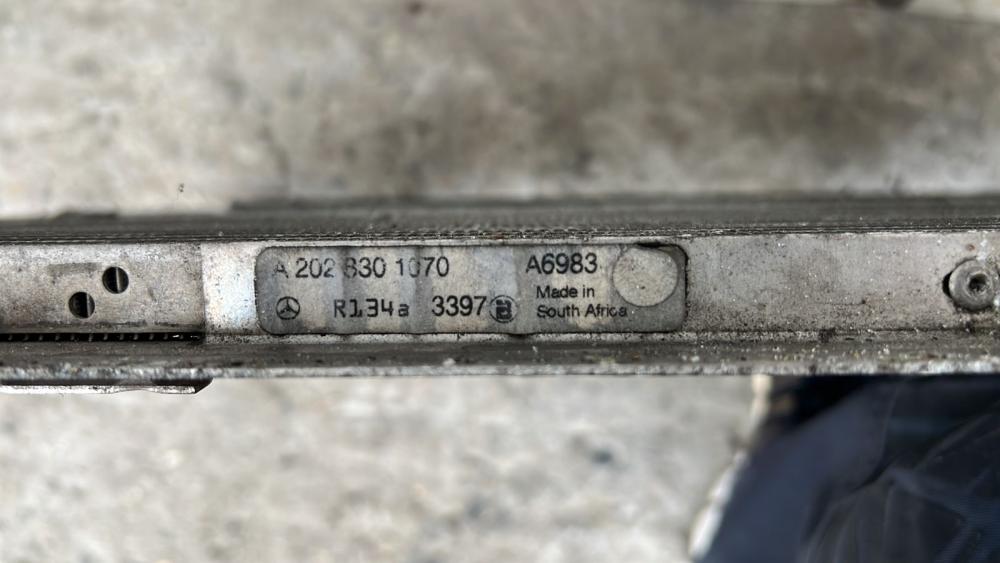 A 202 830 1070
R134a 3397
A6983
Made in
South Africa